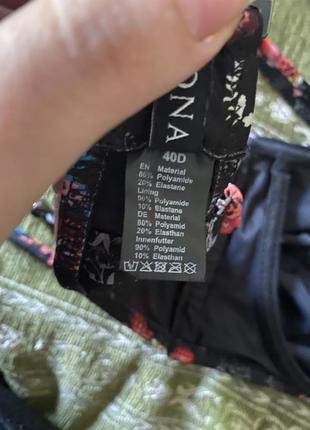 ONA
40D
EN Material
80% Polyamide
20% Elastane
Lining
90% Polyamide
10% Elastane
DE Material
80% Polyamid
20% Elasthan
Innenfutter
90% Polyamid
10% Elasthan